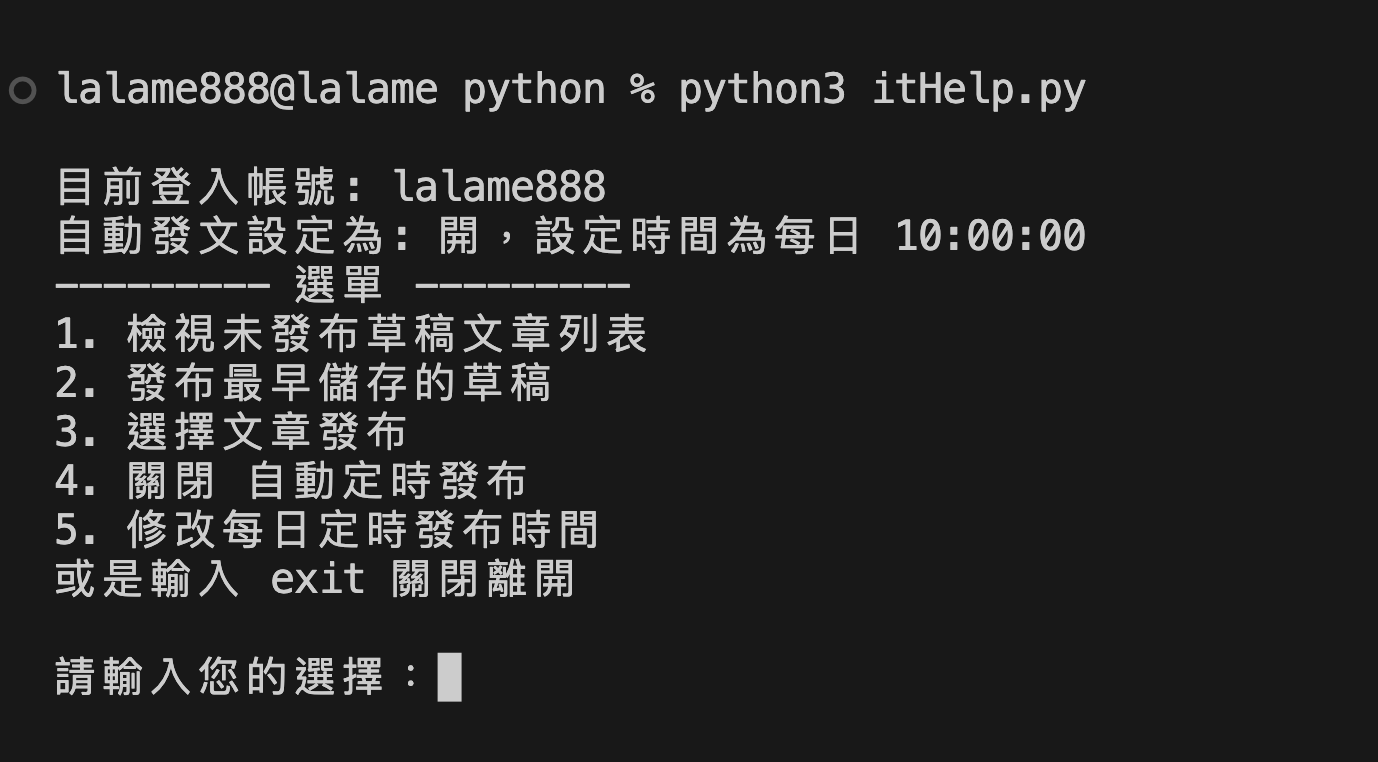 lalame888@lalame python % python3 itHelp.py
目前登入帳號: lalame888
自動發文設定為: 開，設定時間為每日 10:00:00
--------- 選單 ---------
1. 檢視未發布草稿文章列表
2. 發布最早儲存的草稿
3. 選擇文章發布
4. 關閉 自動定時發布
5. 修改每日定時發布時間
或是輸入 exit 關閉離開
請輸入您的選擇：